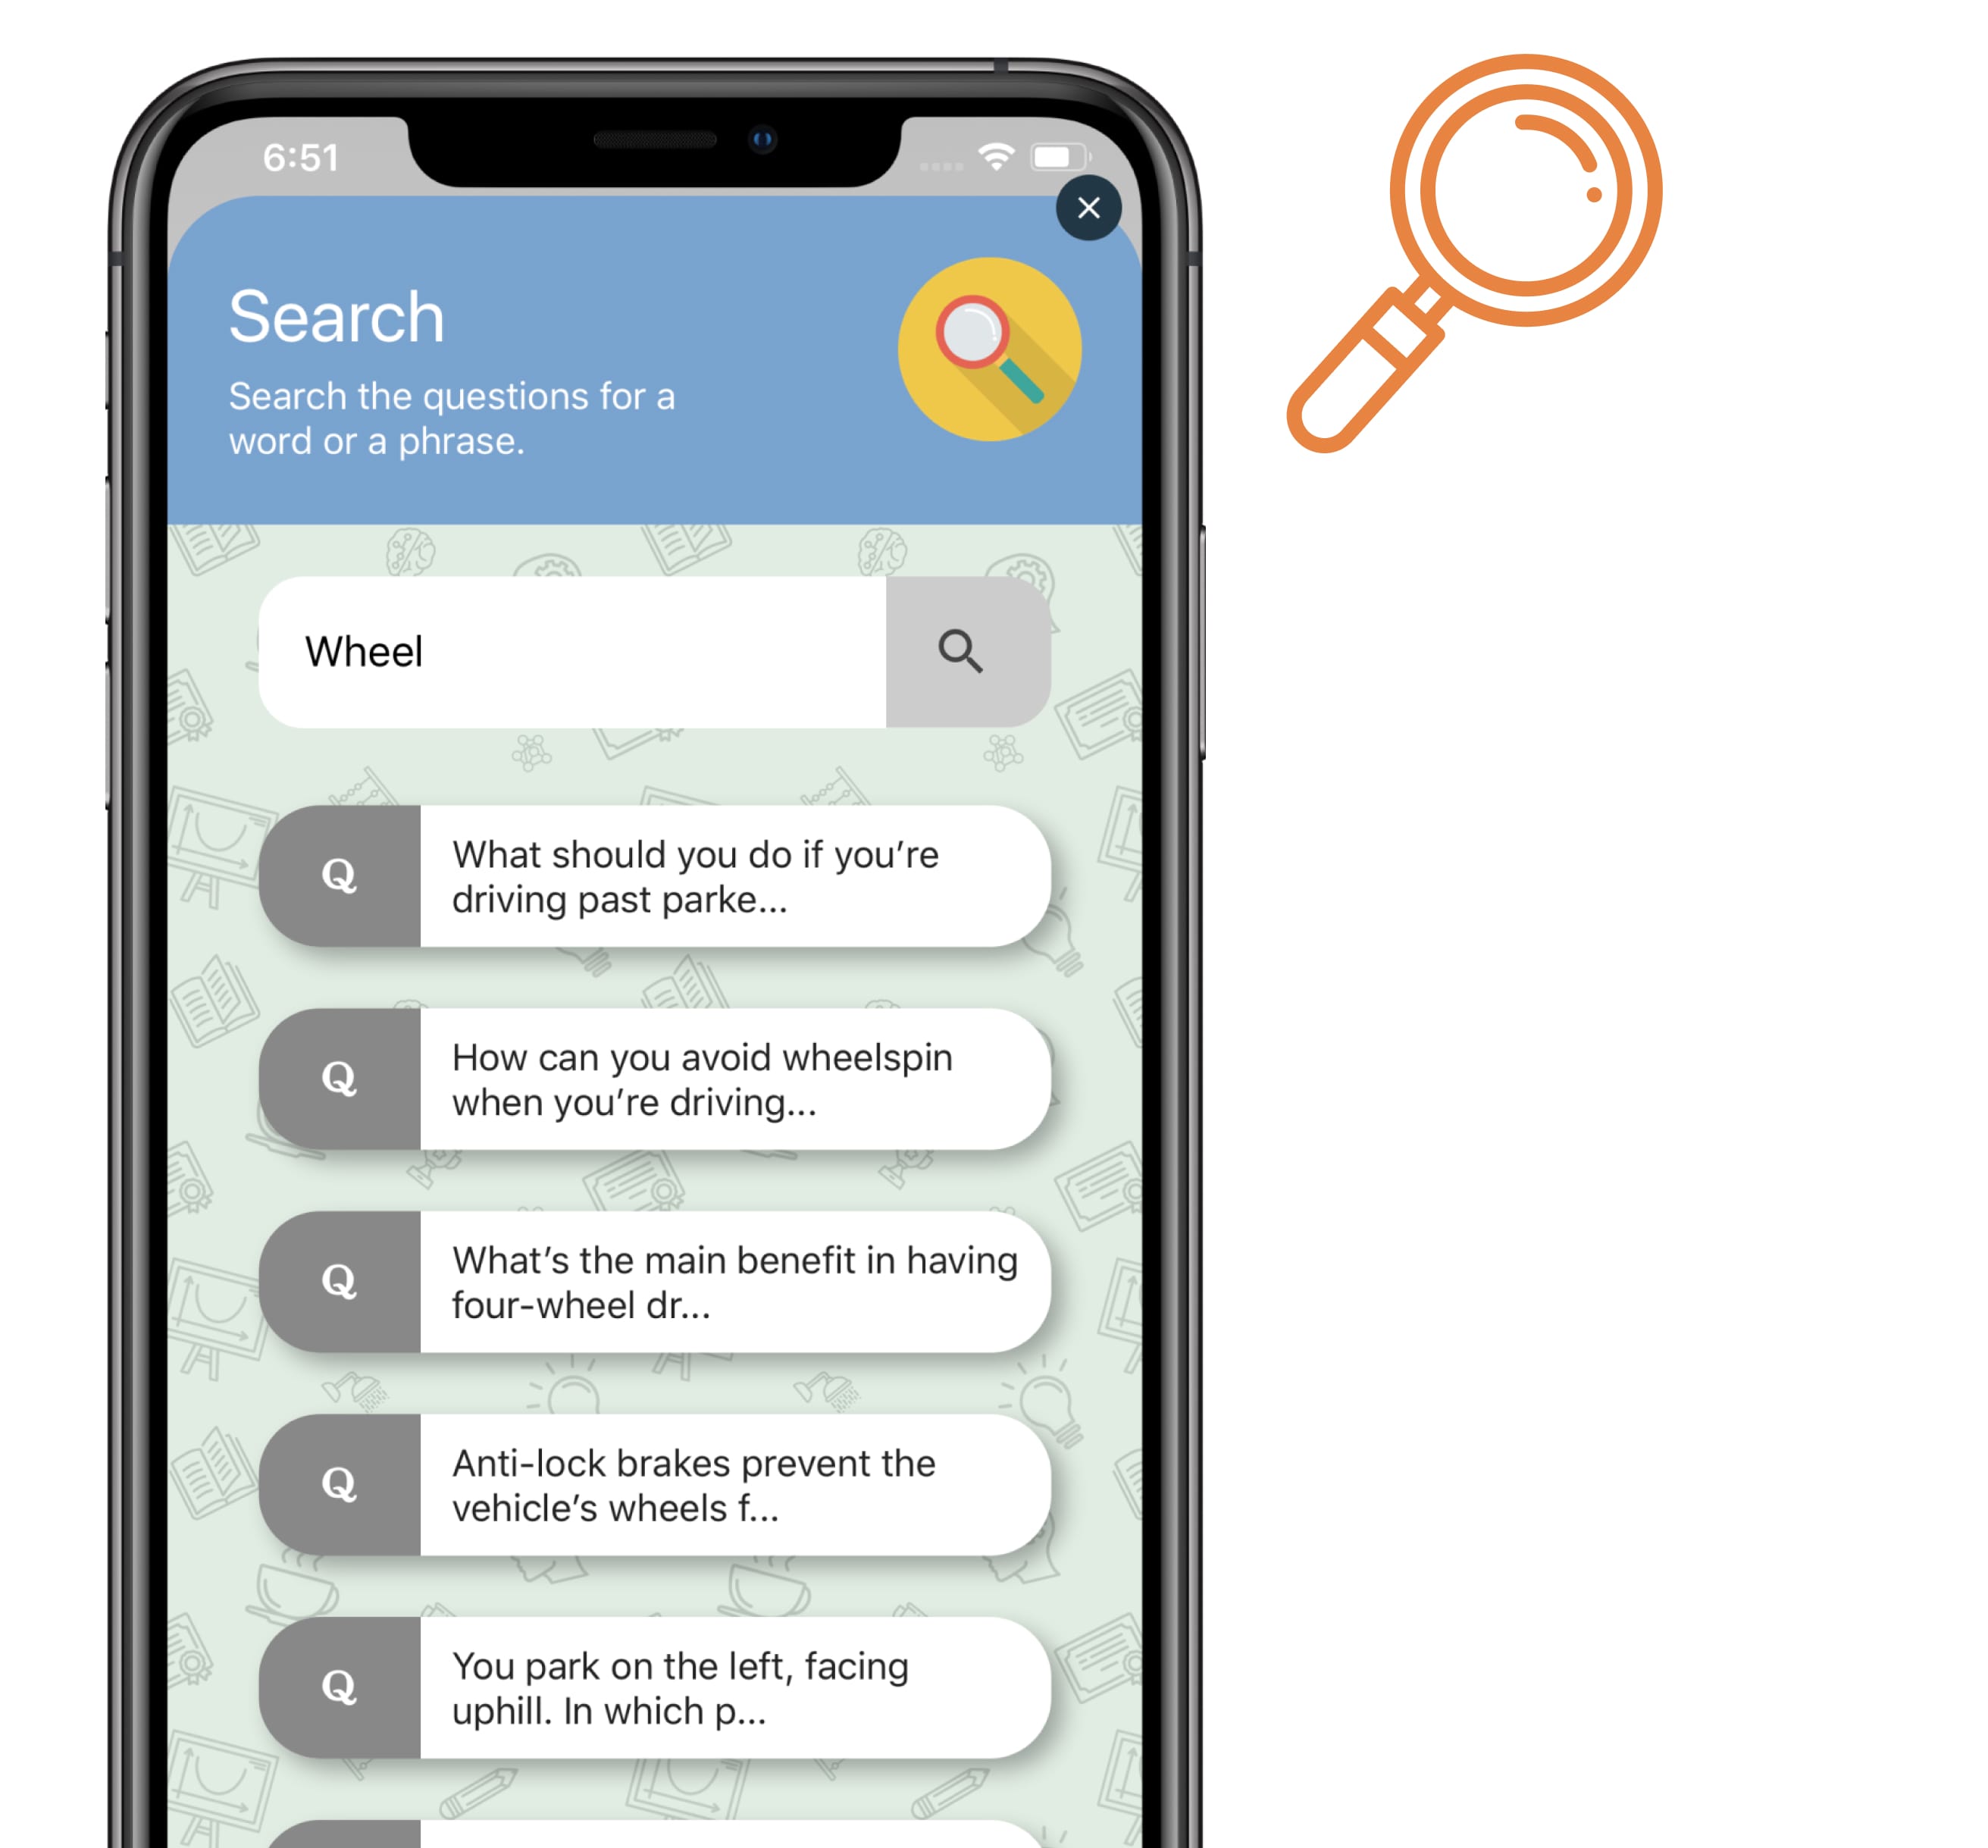 6:51
Search
Search the questions for a
word or a phrase.
Wheel
Q
What should you do if you’re
driving past parke...
Q
How can you avoid wheelspin
when you’re driving...
Q
What’s the main benefit in having
four-wheel dr...
Q
Anti-lock brakes prevent the
vehicle’s wheels f...
Q
You park on the left, facing
uphill. In which p...